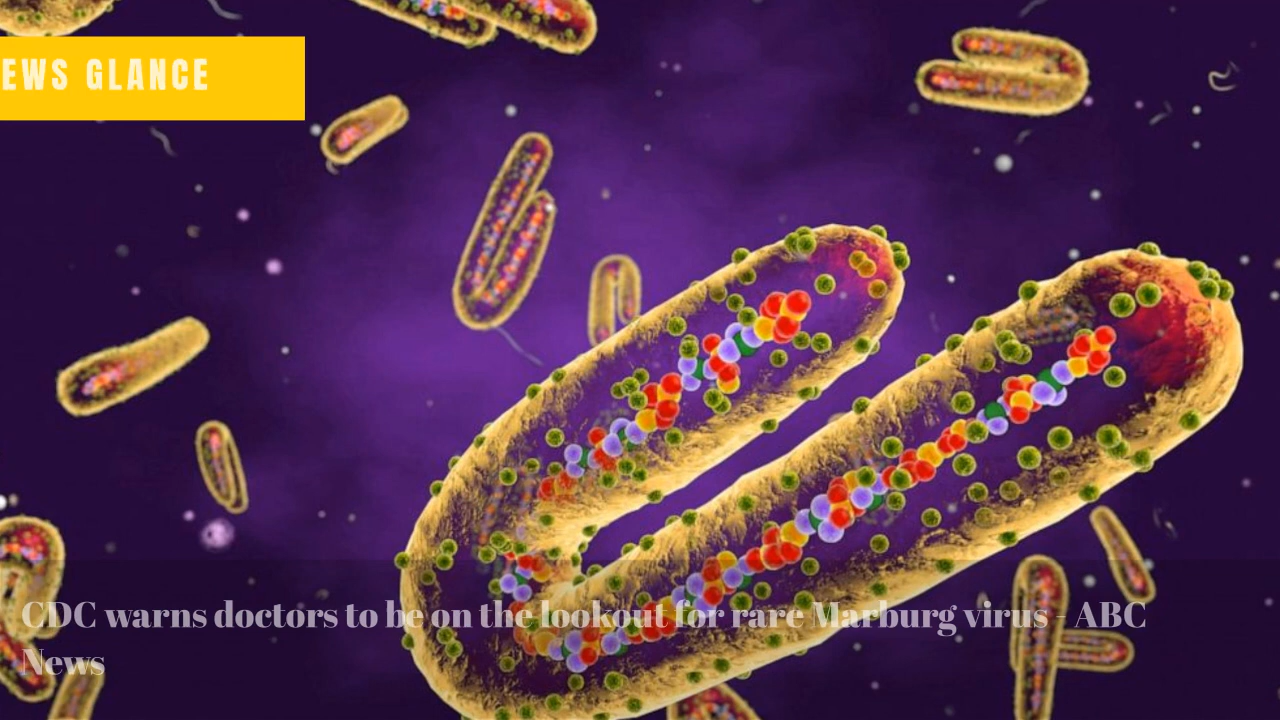 EWS GLANCE
CDC warns doctors to be on the lookout for rare Marburg virus - ABC
News